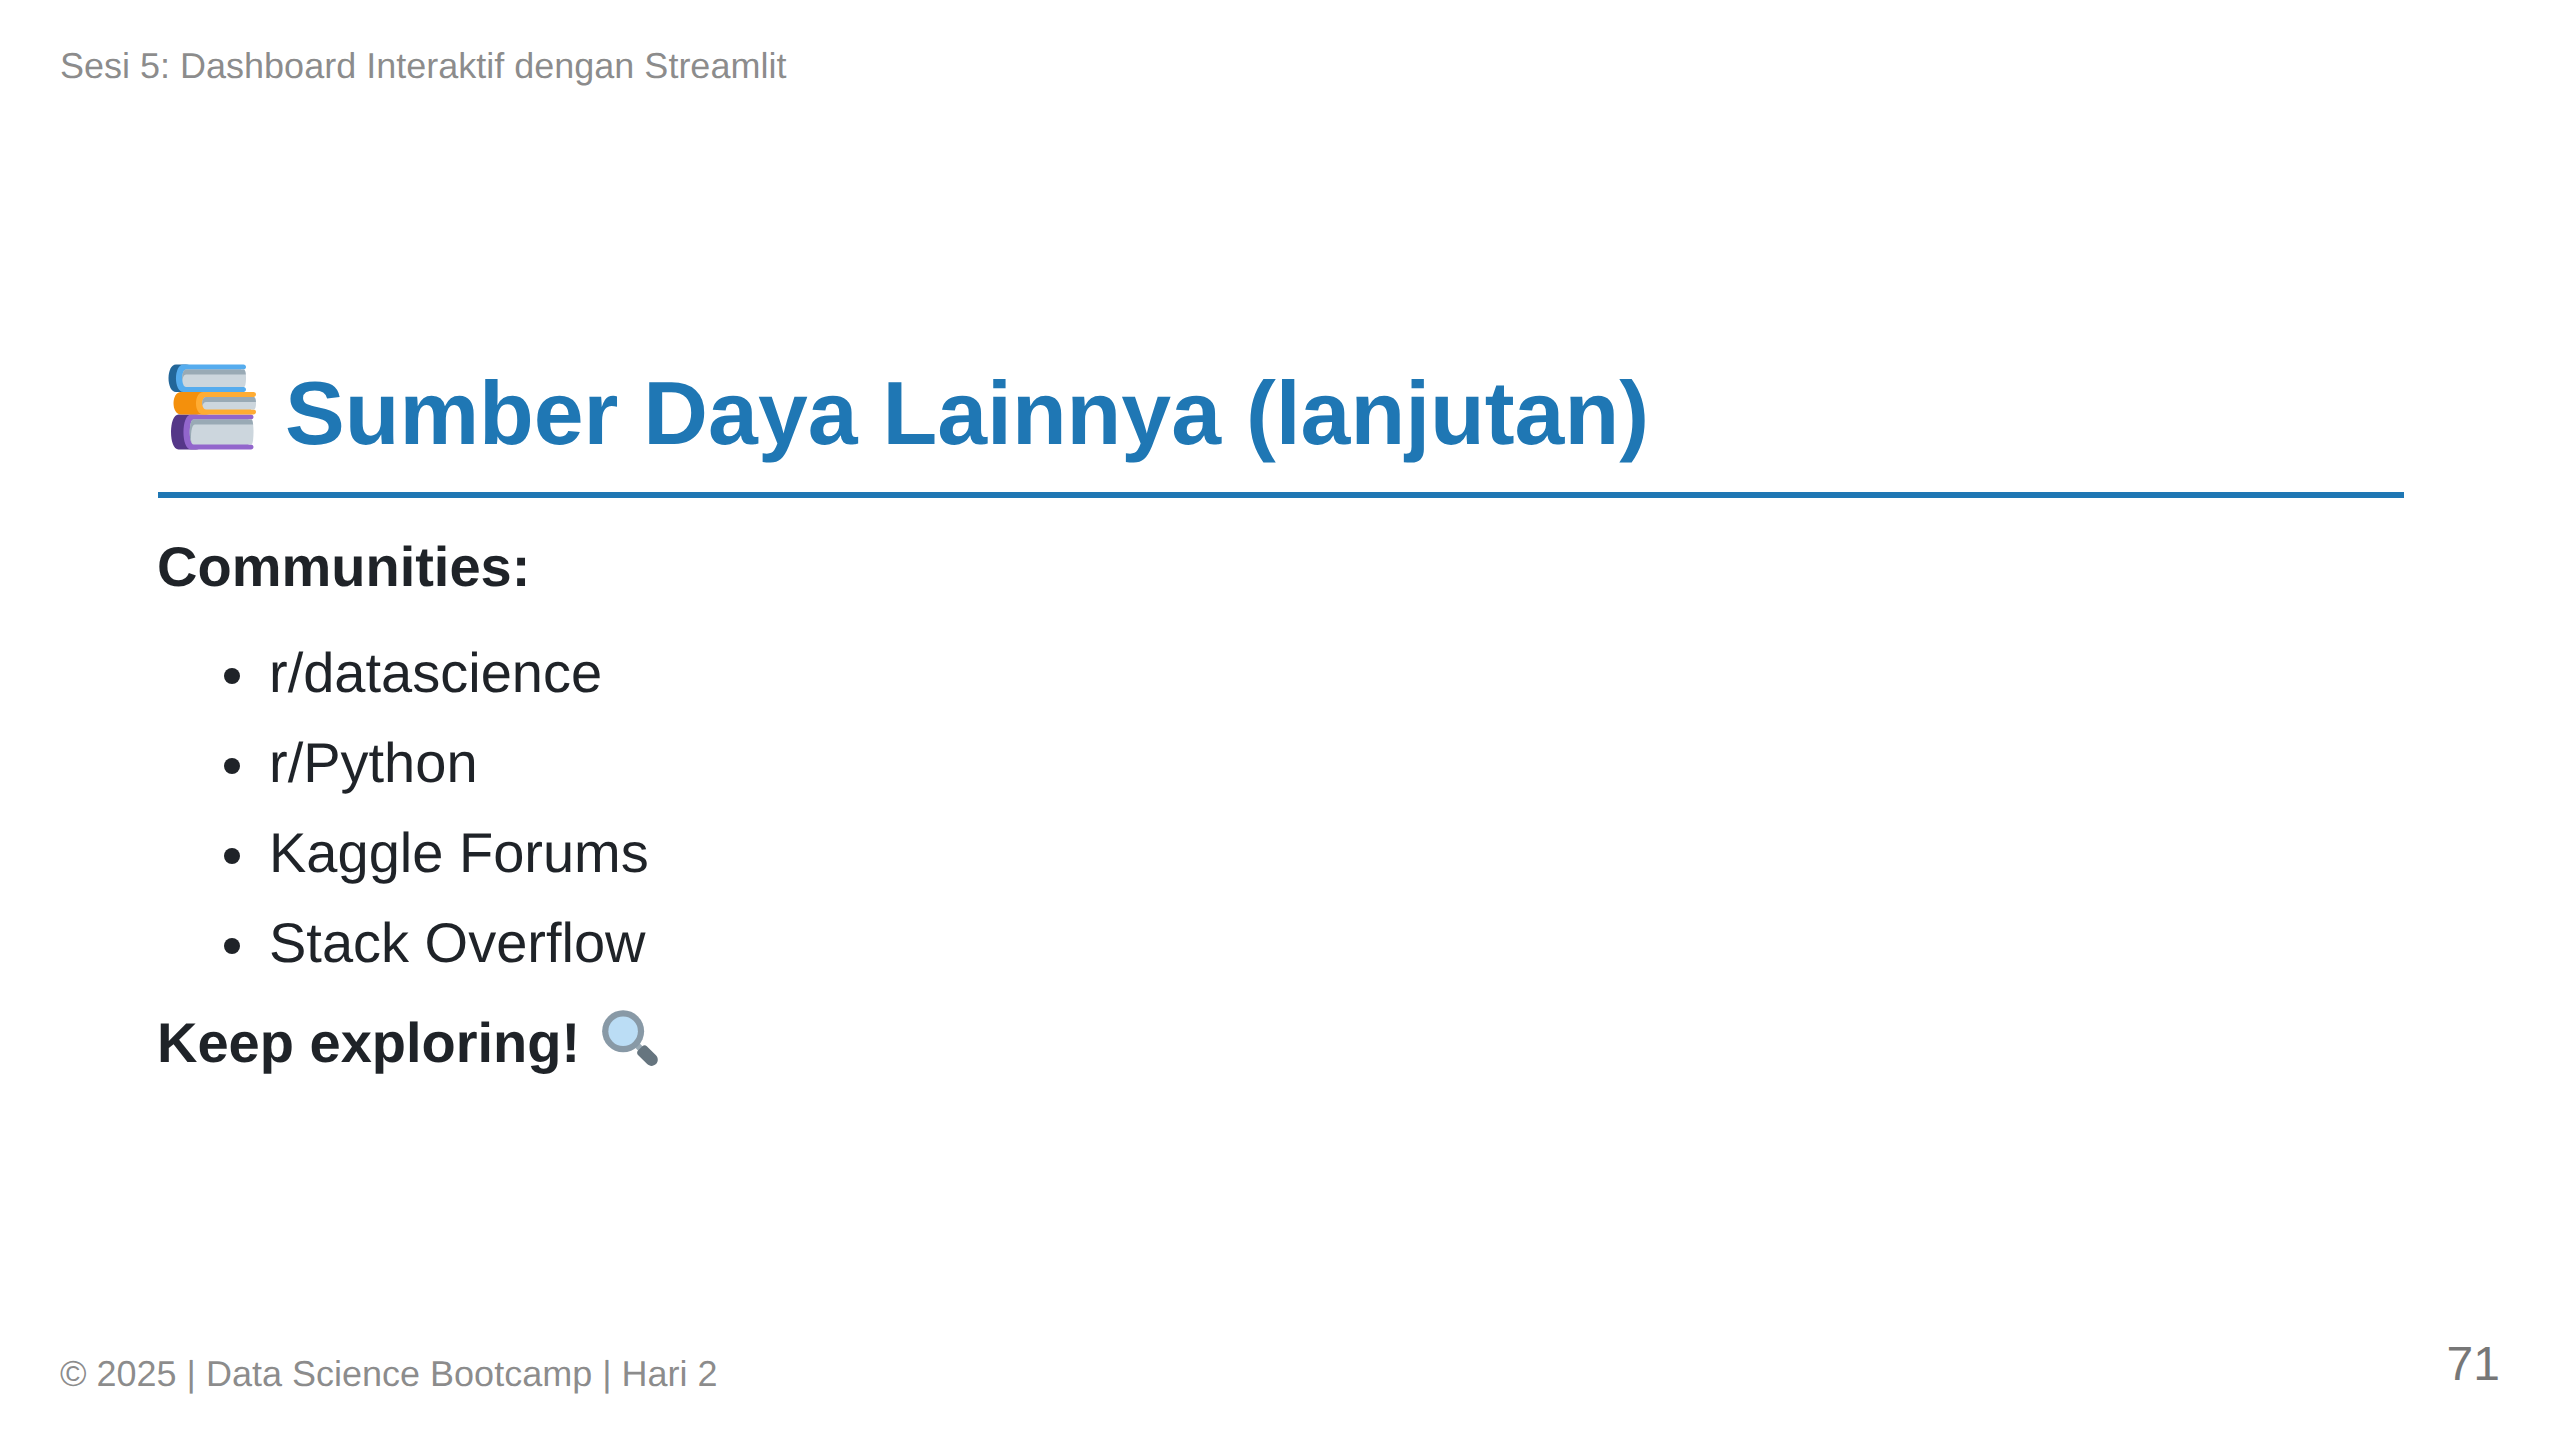 Sesi 5: Dashboard Interaktif dengan Streamlit
📚 Sumber Daya Lainnya (lanjutan)
Communities:
• r/datascience
• r/Python
• Kaggle Forums
• Stack Overflow
Keep exploring! 🔍
© 2025 | Data Science Bootcamp | Hari 2
71